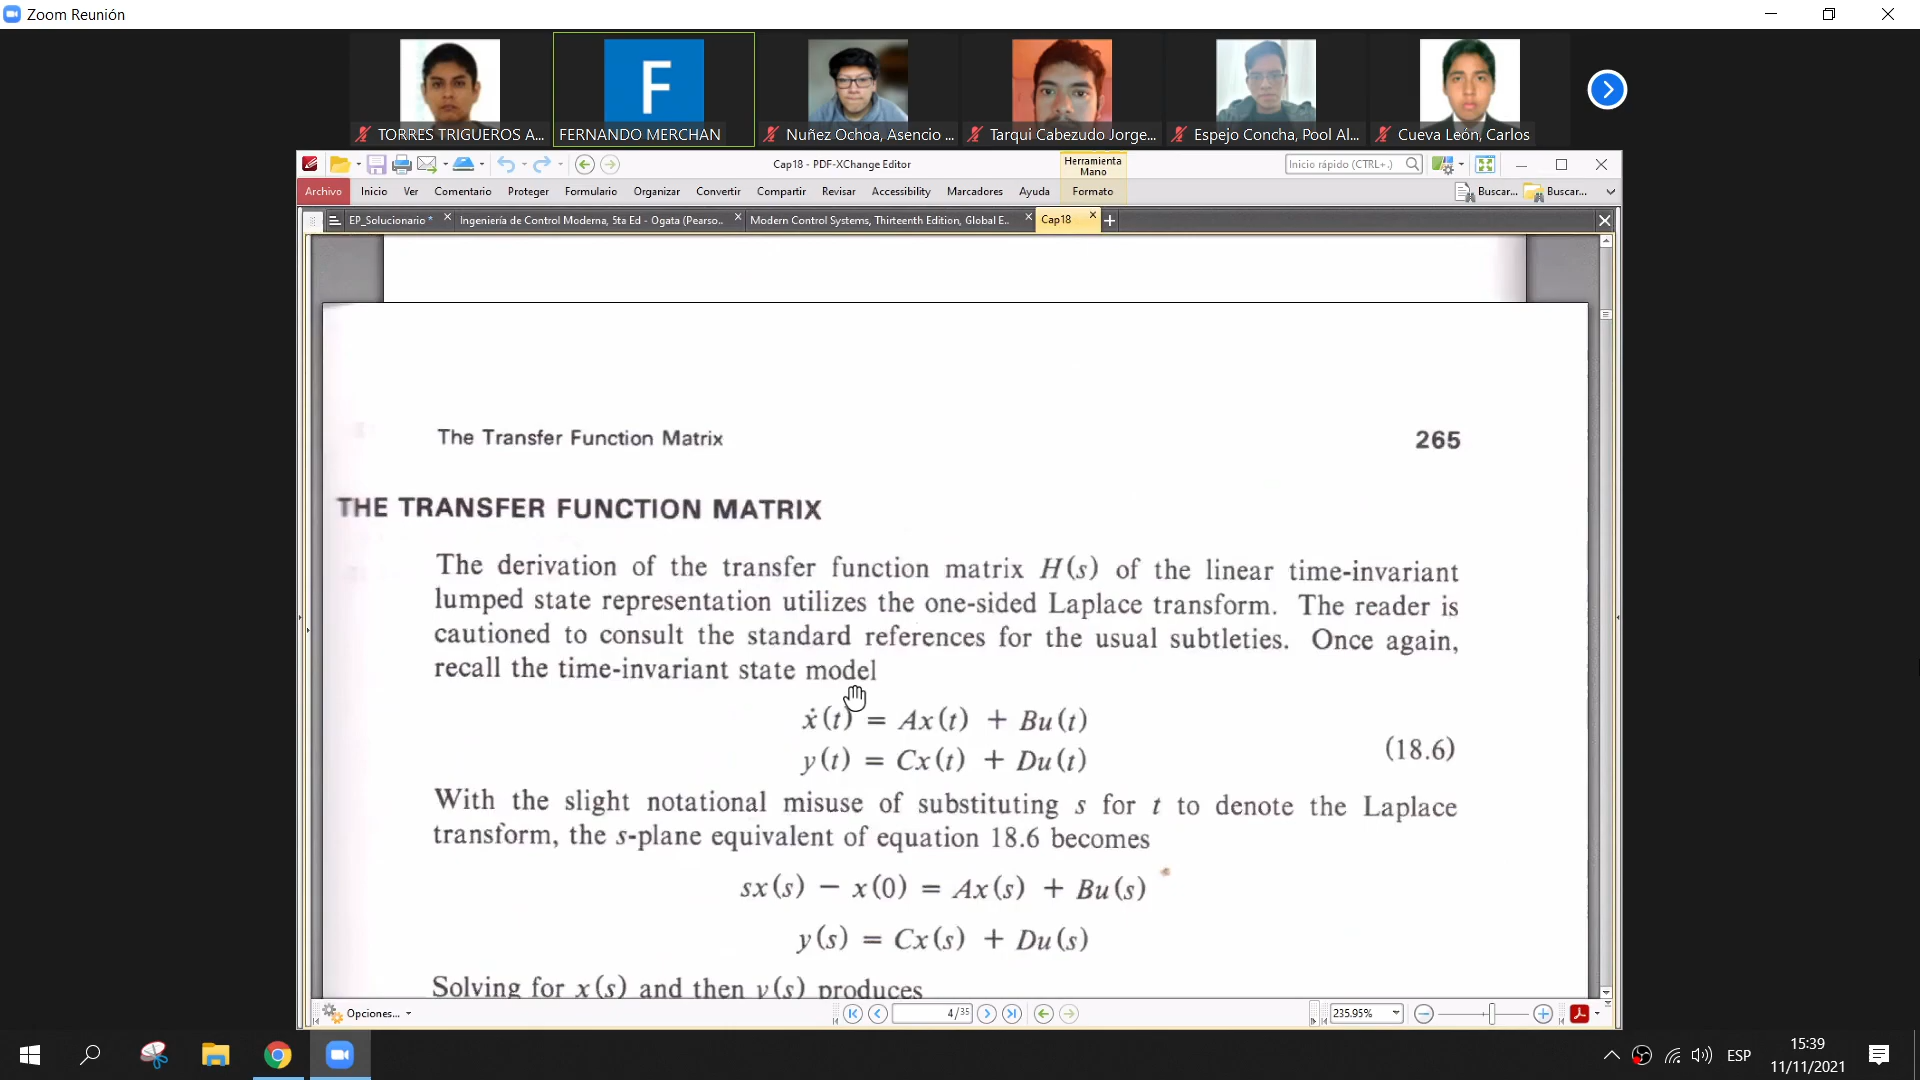 Zoom Reunión
F
TORRES TRIGUEROS A...
FERNANDO MERCHAN
Nuñez Ochoa, Asencio ...
Tarqui Cabezudo Jorge...
Espejo Concha, Pool Al...
Cueva León, Carlos
Cap18 - PDF-XChange Editor
Herramienta Mano
Inicio rápido (CTRL+.)
Archivo Inicio Ver Comentario Proteger Formulario Organizar Convertir Compartir Revisar Accessibility Marcadores Ayuda Formato Buscar... Buscar...
EP_Solucionario *
Ingeniería de Control Moderna, 5ta Ed - Ogata (Pearso..
Modern Control Systems, Thirteenth Edition, Global E..
Cap18
The Transfer Function Matrix 265
THE TRANSFER FUNCTION MATRIX
The derivation of the transfer function matrix H(s) of the linear time-invariant
lumped state representation utilizes the one-sided Laplace transform. The reader is
cautioned to consult the standard references for the usual subtleties. Once again,
recall the time-invariant state model
ẋ(t) = Ax(t) + Bu(t)
y(t) = Cx(t) + Du(t)
(18.6)
With the slight notational misuse of substituting s for t to denote the Laplace
transform, the s-plane equivalent of equation 18.6 becomes
sx(s) − x(0) = Ax(s) + Bu(s)
y(s) = Cx(s) + Du(s)
Solving for x(s) and then y(s) produces
Opciones...
4/35
235.95%
ESP
15:39
11/11/2021